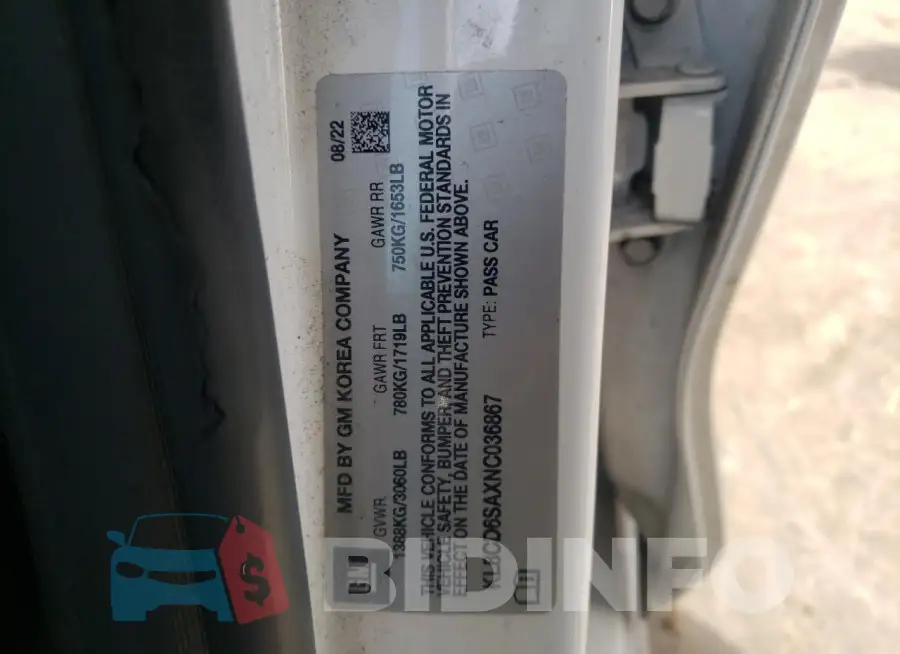 MFD BY GM KOREA COMPANY 08/22
GVWR GAWR FRT GAWR RR
1388KG/3060LB 780KG/1719LB 750KG/1653LB
THIS VEHICLE CONFORMS TO ALL APPLICABLE U.S. FEDERAL MOTOR
VEHICLE SAFETY, BUMPER, AND THEFT PREVENTION STANDARDS IN
EFFECT ON THE DATE OF MANUFACTURE SHOWN ABOVE.
KL8CD6SAXNC036867 TYPE: PASS CAR
GM
BIDINFO